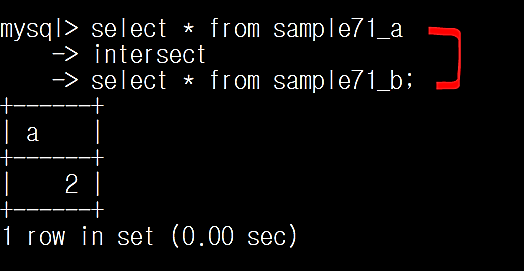 mysql> select * from sample71_a
-> intersect
-> select * from sample71_b;
+------+
| a    |
+------+
|    2 |
+------+
1 row in set (0.00 sec)